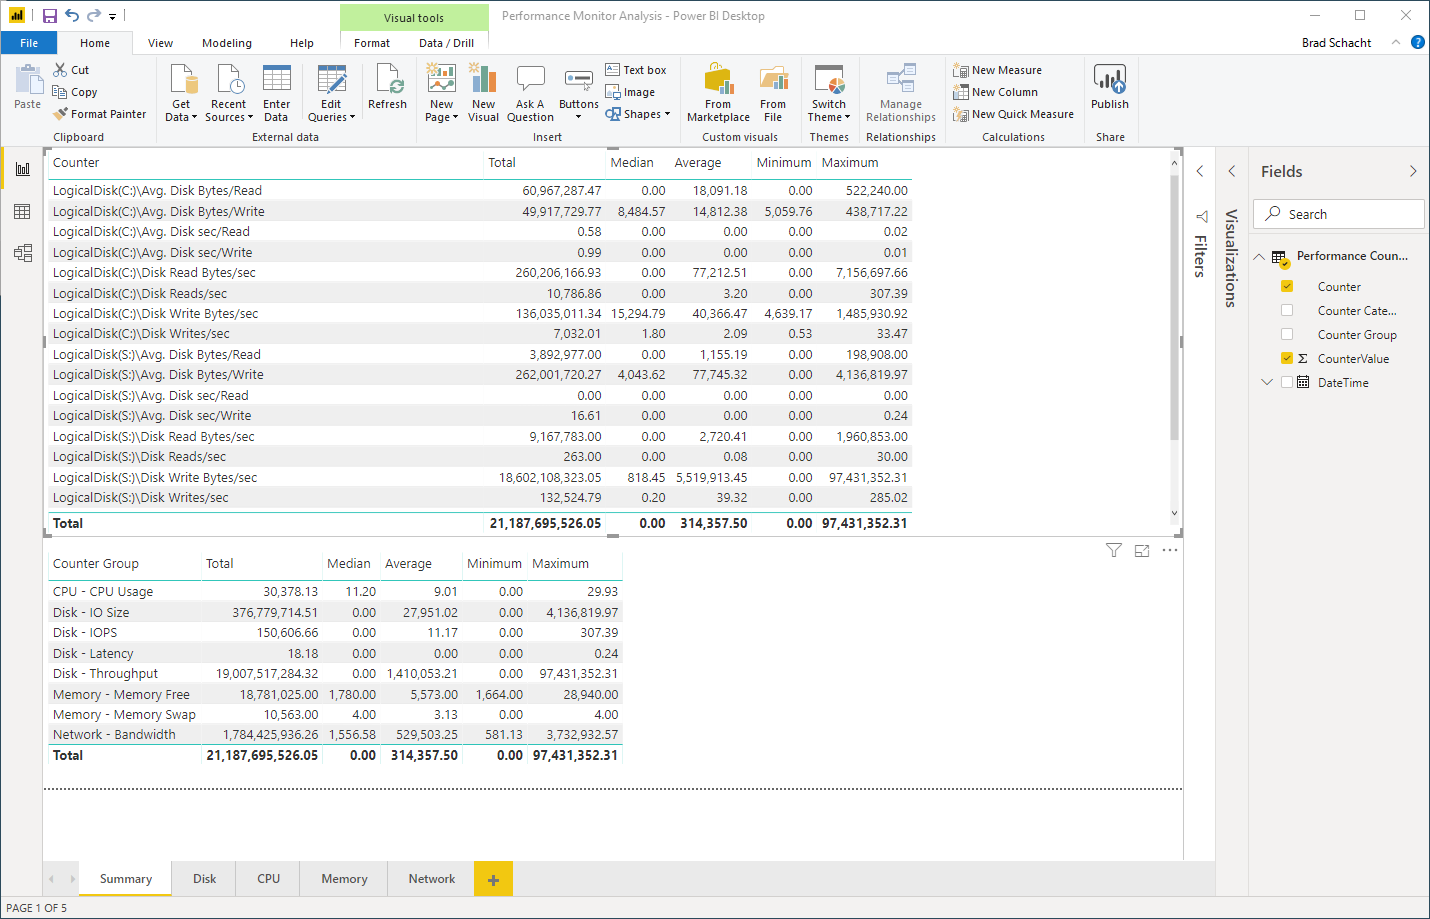 Visual tools
Performance Monitor Analysis - Power BI Desktop
File Home View Modeling Help Format Data / Drill
Brad Schacht
Paste
Cut
Copy
Format Painter
Clipboard
Get Data
Recent Sources
Enter Data
Edit Queries
Refresh
External data
New Page
New Visual
Ask A Question
Buttons
Text box
Image
Shapes
Insert
From Marketplace
From File
Custom visuals
Switch Theme
Themes
Manage Relationships
Relationships
New Measure
New Column
New Quick Measure
Calculations
Publish
Share
Counter Total Median Average Minimum Maximum
LogicalDisk(C:)\Avg. Disk Bytes/Read 60,967,287.47 0.00 18,091.18 0.00 522,240.00
LogicalDisk(C:)\Avg. Disk Bytes/Write 49,917,729.77 8,484.57 14,812.38 5,059.76 438,717.22
LogicalDisk(C:)\Avg. Disk sec/Read 0.58 0.00 0.00 0.00 0.02
LogicalDisk(C:)\Avg. Disk sec/Write 0.99 0.00 0.00 0.00 0.01
LogicalDisk(C:)\Disk Read Bytes/sec 260,206,166.93 0.00 77,212.51 0.00 7,156,697.66
LogicalDisk(C:)\Disk Reads/sec 10,786.86 0.00 3.20 0.00 307.39
LogicalDisk(C:)\Disk Write Bytes/sec 136,035,011.34 15,294.79 40,366.47 4,639.17 1,485,930.92
LogicalDisk(C:)\Disk Writes/sec 7,032.01 1.80 2.09 0.53 33.47
LogicalDisk(S:)\Avg. Disk Bytes/Read 3,892,977.00 0.00 1,155.19 0.00 198,908.00
LogicalDisk(S:)\Avg. Disk Bytes/Write 262,001,720.27 4,043.62 77,745.32 0.00 4,136,819.97
LogicalDisk(S:)\Avg. Disk sec/Read 0.00 0.00 0.00 0.00 0.00
LogicalDisk(S:)\Avg. Disk sec/Write 16.61 0.00 0.00 0.00 0.24
LogicalDisk(S:)\Disk Read Bytes/sec 9,167,783.00 0.00 2,720.41 0.00 1,960,853.00
LogicalDisk(S:)\Disk Reads/sec 263.00 0.00 0.08 0.00 30.00
LogicalDisk(S:)\Disk Write Bytes/sec 18,602,108,323.05 818.45 5,519,913.45 0.00 97,431,352.31
LogicalDisk(S:)\Disk Writes/sec 132,524.79 0.20 39.32 0.00 285.02
Total 21,187,695,526.05 0.00 314,357.50 0.00 97,431,352.31
Counter Group Total Median Average Minimum Maximum
CPU - CPU Usage 30,378.13 11.20 9.01 0.00 29.93
Disk - IO Size 376,779,714.51 0.00 27,951.02 0.00 4,136,819.97
Disk - IOPS 150,606.66 0.00 11.17 0.00 307.39
Disk - Latency 18.18 0.00 0.00 0.00 0.24
Disk - Throughput 19,007,517,284.32 0.00 1,410,053.21 0.00 97,431,352.31
Memory - Memory Free 18,781,025.00 1,780.00 5,573.00 1,664.00 28,940.00
Memory - Memory Swap 10,563.00 4.00 3.13 0.00 4.00
Network - Bandwidth 1,784,425,936.26 1,556.58 529,503.25 581.13 3,732,932.57
Total 21,187,695,526.05 0.00 314,357.50 0.00 97,431,352.31
Filters
Visualizations
Fields
Search
Performance Coun...
Counter
Counter Cate...
Counter Group
Σ CounterValue
DateTime
Summary Disk CPU Memory Network +
PAGE 1 OF 5